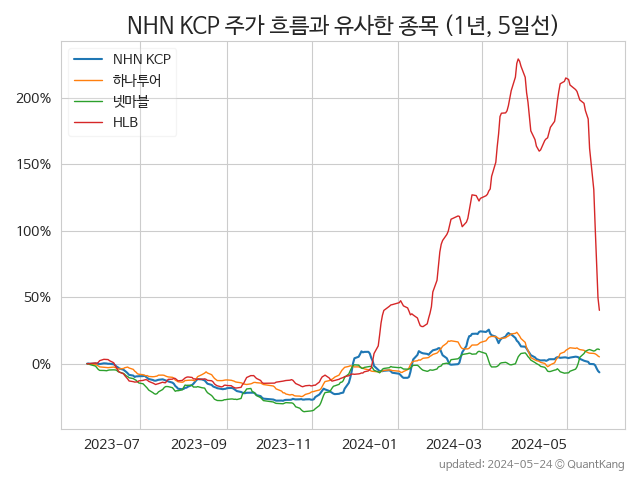 NHN KCP 주가 흐름과 유사한 종목 (1년, 5일선)
NHN KCP
하나투어
넷마블
HLB
200%
150%
100%
50%
0%
2023-07 2023-09 2023-11 2024-01 2024-03 2024-05
updated: 2024-05-24 © QuantKang